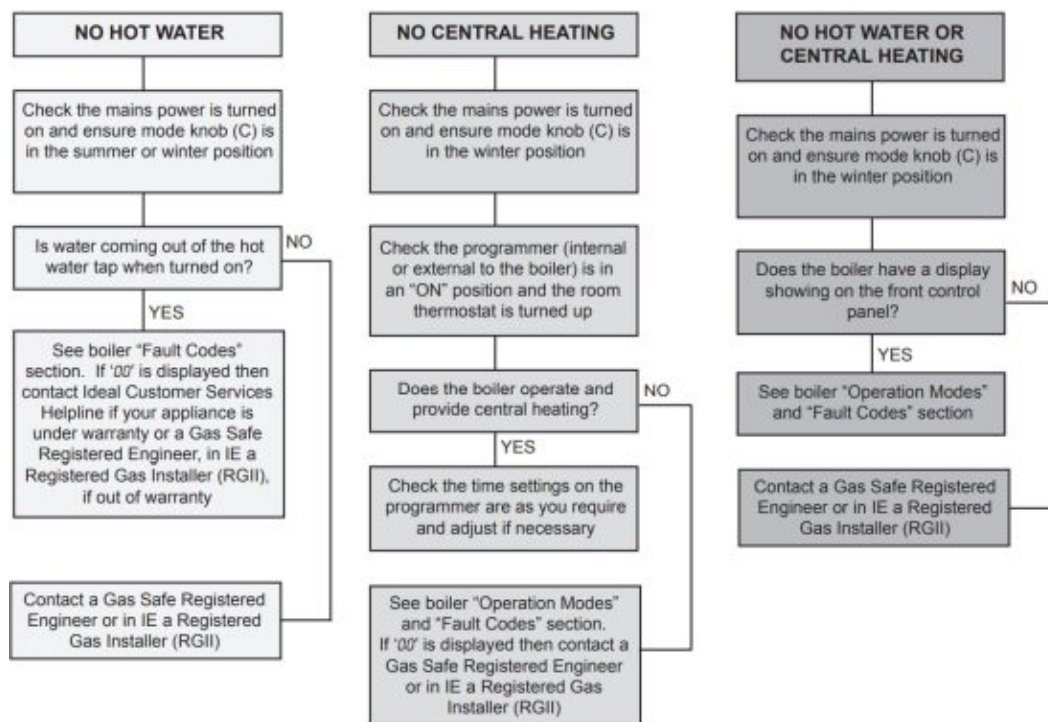 NO HOT WATER
Check the mains power is turned
on and ensure mode knob (C) is
in the summer or winter position
Is water coming out of the hot
water tap when turned on?
NO
YES
See boiler “Fault Codes”
section. If ‘00’ is displayed then
contact Ideal Customer Services
Helpline if your appliance is
under warranty or a Gas Safe
Registered Engineer, in IE a
Registered Gas Installer (RGII),
if out of warranty
Contact a Gas Safe Registered
Engineer or in IE a Registered
Gas Installer (RGII)
NO CENTRAL HEATING
Check the mains power is turned
on and ensure mode knob (C) is
in the winter position
Check the programmer (internal
or external to the boiler) is in
an “ON” position and the room
thermostat is turned up
Does the boiler operate and
provide central heating?
NO
YES
Check the time settings on the
programmer are as you require
and adjust if necessary
See boiler “Operation Modes”
and “Fault Codes” section.
If ‘00’ is displayed then contact a
Gas Safe Registered Engineer
or in IE a Registered Gas
Installer (RGII)
NO HOT WATER OR
CENTRAL HEATING
Check the mains power is turned
on and ensure mode knob (C) is
in the winter position
Does the boiler have a display
showing on the front control
panel?
NO
YES
See boiler “Operation Modes”
and “Fault Codes” section
Contact a Gas Safe Registered
Engineer or in IE a Registered
Gas Installer (RGII)